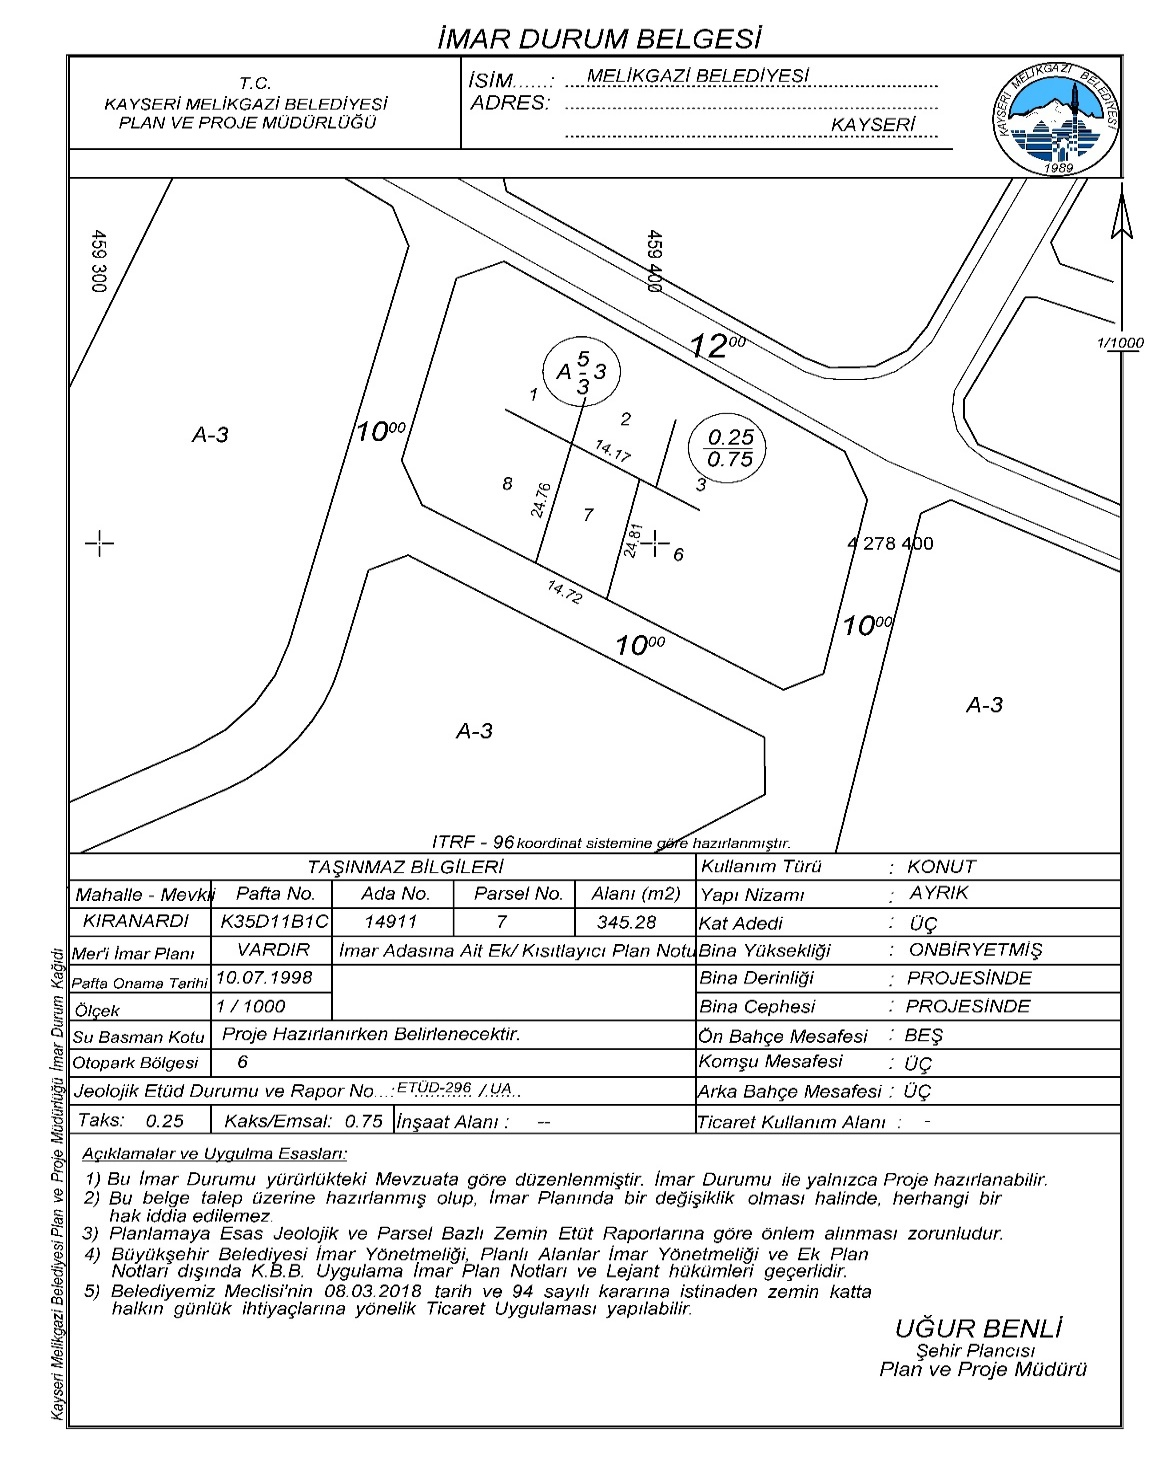 İMAR DURUM BELGESİ
T.C.
KAYSERİ MELİKGAZİ BELEDİYESİ
PLAN VE PROJE MÜDÜRLÜĞÜ
İSİM......: MELİKGAZİ BELEDİYESİ
ADRES:
KAYSERİ
KAYSERİ MELİKGAZİ BELEDİYESİ
1989
459 300
459 400
1/1000
12⁰⁰
5
A - 3
3
1
2
0.25
0.75
A-3
10⁰⁰
14.17
3
8
24.76
7
24.81
6
4 278 400
14.72
10⁰⁰
10⁰⁰
A-3
A-3
ITRF - 96 koordinat sistemine göre hazırlanmıştır.
TAŞINMAZ BİLGİLERİ
Mahalle - Mevkii Pafta No. Ada No. Parsel No. Alanı (m2)
KIRANARDI K35D11B1C 14911 7 345.28
Mer'i İmar Planı VARDIR İmar Adasına Ait Ek/ Kısıtlayıcı Plan Notu
Pafta Onama Tarihi 10.07.1998
Ölçek 1 / 1000
Su Basman Kotu Proje Hazırlanırken Belirlenecektir.
Otopark Bölgesi 6
Jeolojik Etüd Durumu ve Rapor No....: ETÜD-296 / UA..
Taks: 0.25 Kaks/Emsal: 0.75 İnşaat Alanı : --
Kullanım Türü : KONUT
Yapı Nizamı : AYRIK
Kat Adedi : ÜÇ
Bina Yüksekliği : ONBİRYETMİŞ
Bina Derinliği : PROJESİNDE
Bina Cephesi : PROJESİNDE
Ön Bahçe Mesafesi : BEŞ
Komşu Mesafesi : ÜÇ
Arka Bahçe Mesafesi : ÜÇ
Ticaret Kullanım Alanı : -
Açıklamalar ve Uygulma Esasları:
1) Bu İmar Durumu yürürlükteki Mevzuata göre düzenlenmiştir. İmar Durumu ile yalnızca Proje hazırlanabilir.
2) Bu belge talep üzerine hazırlanmış olup, İmar Planında bir değişiklik olması halinde, herhangi bir
hak iddia edilemez.
3) Planlamaya Esas Jeolojik ve Parsel Bazlı Zemin Etüt Raporlarına göre önlem alınması zorunludur.
4) Büyükşehir Belediyesi İmar Yönetmeliği, Planlı Alanlar İmar Yönetmeliği ve Ek Plan
Notları dışında K.B.B. Uygulama İmar Plan Notları ve Lejant hükümleri geçerlidir.
5) Belediyemiz Meclisi'nin 08.03.2018 tarih ve 94 sayılı kararına istinaden zemin katta
halkın günlük ihtiyaçlarına yönelik Ticaret Uygulaması yapılabilir.
UĞUR BENLİ
Şehir Plancısı
Plan ve Proje Müdürü
Kayseri Melikgazi Belediyesi Plan ve Proje Müdürlüğü İmar Durum Kağıdı